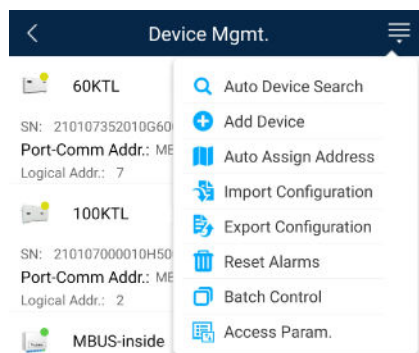 Device Mgmt.
60KTL
SN: 210107352010G60
Port-Comm Addr.: ME
Logical Addr.: 7
100KTL
SN: 210107000010H50
Port-Comm Addr.: ME
Logical Addr.: 2
MBUS-inside
Auto Device Search
Add Device
Auto Assign Address
Import Configuration
Export Configuration
Reset Alarms
Batch Control
Access Param.